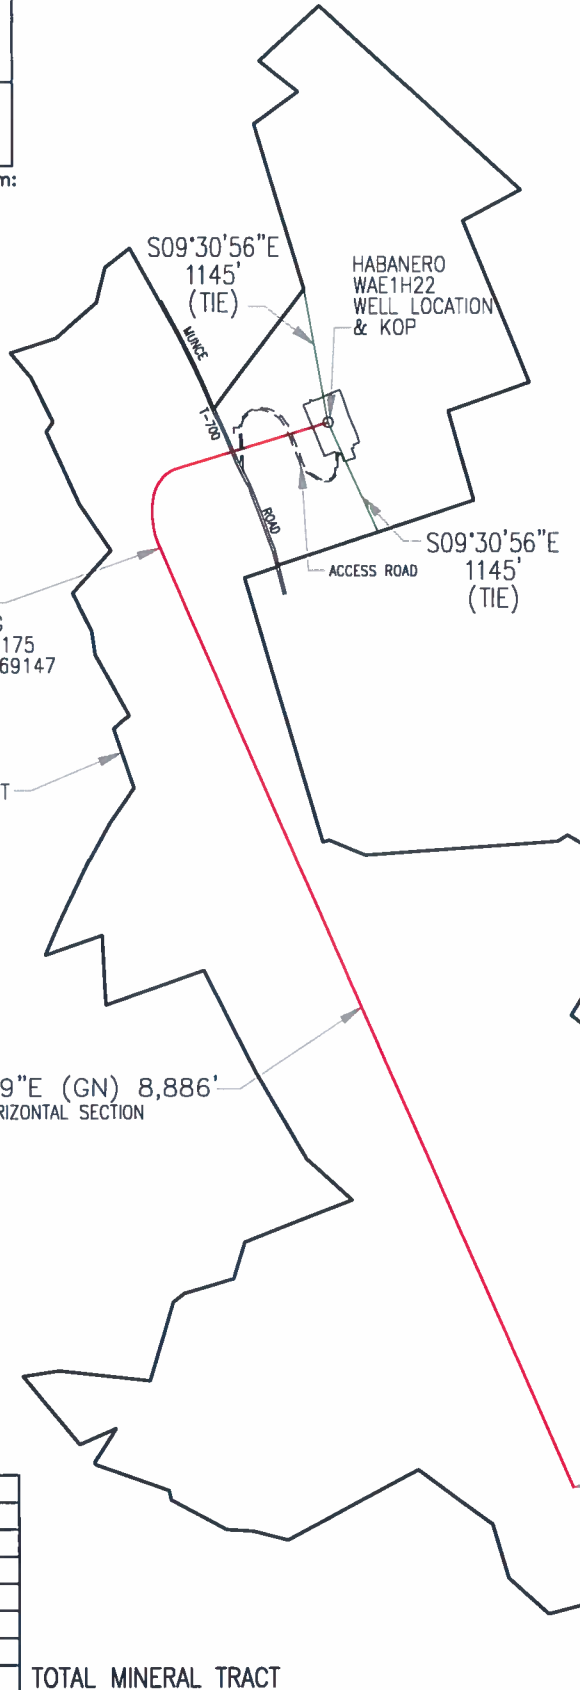 m:
S09°30'56"E
1145'
(TIE)
HABANERO
WAE1H22
WELL LOCATION
& KOP
MUNCE
T-700
ROAD
ACCESS ROAD
S09°30'56"E
1145'
(TIE)
G
175
69147
T
9"E (GN) 8,886'
RIZONTAL SECTION
TOTAL MINERAL TRACT